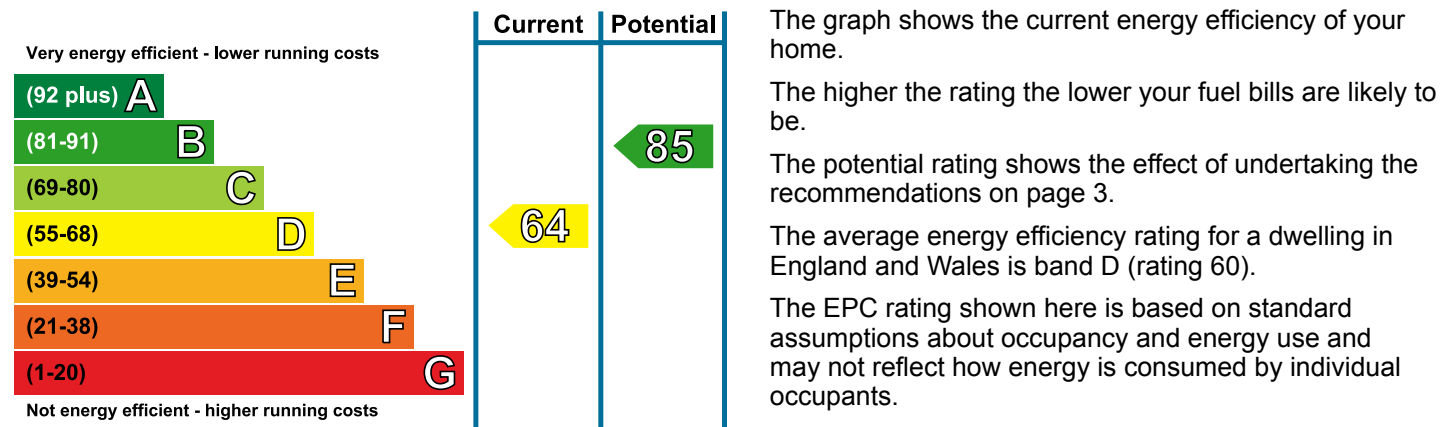 Current Potential
Very energy efficient - lower running costs
(92 plus) A
(81-91) B
85
(69-80) C
(55-68) D
64
(39-54) E
(21-38) F
(1-20) G
Not energy efficient - higher running costs
The graph shows the current energy efficiency of your
home.
The higher the rating the lower your fuel bills are likely to
be.
The potential rating shows the effect of undertaking the
recommendations on page 3.
The average energy efficiency rating for a dwelling in
England and Wales is band D (rating 60).
The EPC rating shown here is based on standard
assumptions about occupancy and energy use and
may not reflect how energy is consumed by individual
occupants.